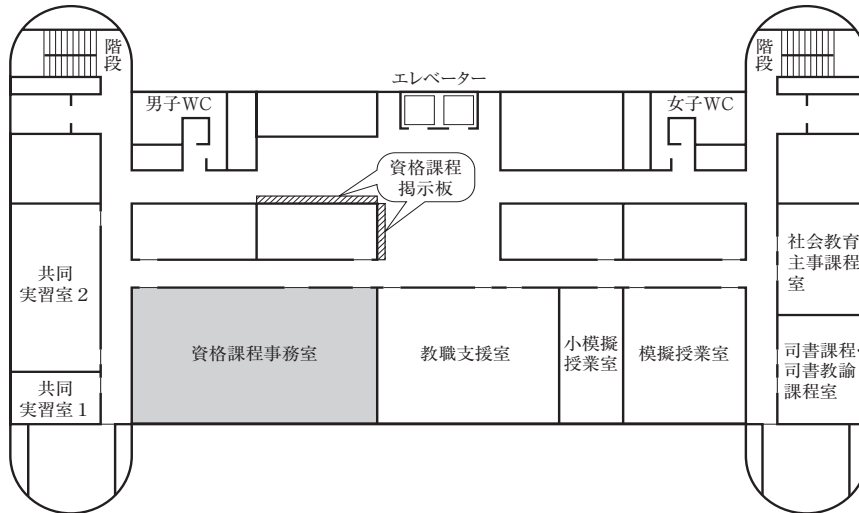 階段
エレベーター
階段
男子WC
女子WC
資格課程
掲示板
共同
実習室2
資格課程事務室
教職支援室
小模擬
授業室
模擬授業室
社会教育
主事課程
室
共同
実習室1
司書課程・
司書教諭
課程室